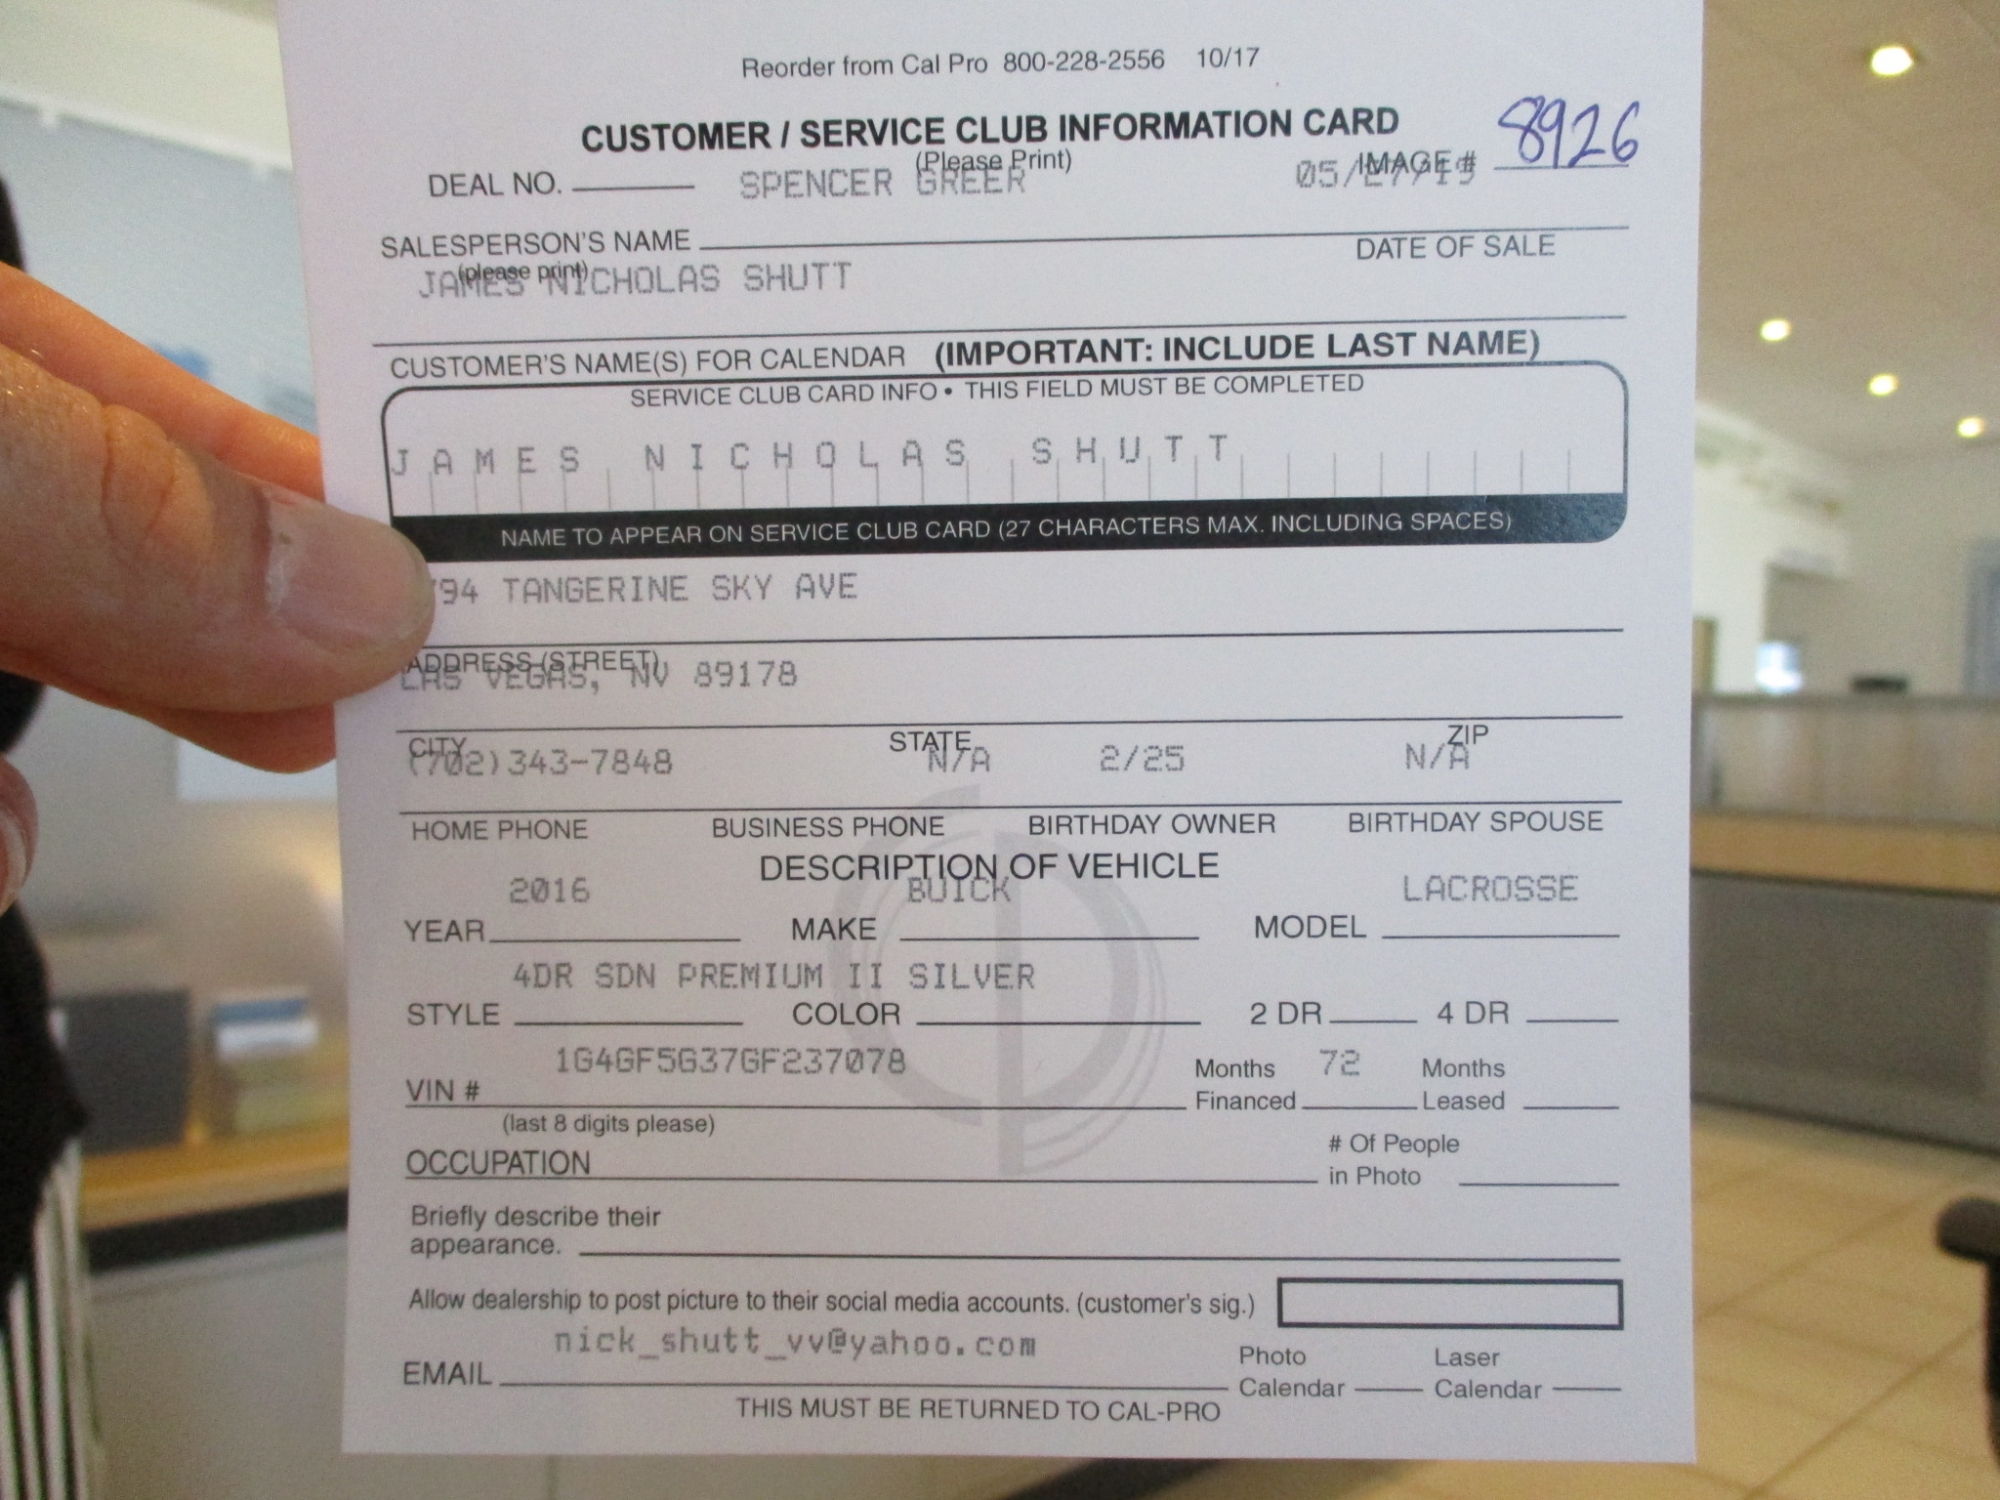 Reorder from Cal Pro 800-228-2556 10/17
CUSTOMER / SERVICE CLUB INFORMATION CARD
8926
(Please Print)
IMAGE #
DEAL NO.
SPENCER GREER
SALESPERSON'S NAME
DATE OF SALE
(please print)
JAMES NICHOLAS SHUTT
CUSTOMER'S NAME(S) FOR CALENDAR (IMPORTANT: INCLUDE LAST NAME)
SERVICE CLUB CARD INFO • THIS FIELD MUST BE COMPLETED
JAMES NICHOLAS SHUTT
NAME TO APPEAR ON SERVICE CLUB CARD (27 CHARACTERS MAX. INCLUDING SPACES)
94 TANGERINE SKY AVE
ADDRESS (STREET)
LAS VEGAS, NV 89178
CITY STATE ZIP
(702)343-7848 N/A 2/25 N/A
HOME PHONE BUSINESS PHONE BIRTHDAY OWNER BIRTHDAY SPOUSE
DESCRIPTION OF VEHICLE
2016 BUICK LACROSSE
YEAR MAKE MODEL
4DR SDN PREMIUM II SILVER
STYLE COLOR 2 DR 4 DR
1G4GF5G37GF237078
Months Financed 72 Months Leased
VIN #
(last 8 digits please)
# Of People in Photo
OCCUPATION
Briefly describe their
appearance.
Allow dealership to post picture to their social media accounts. (customer's sig.)
nick_shutt_vv@yahoo.com
EMAIL
Photo Calendar Laser Calendar
THIS MUST BE RETURNED TO CAL-PRO